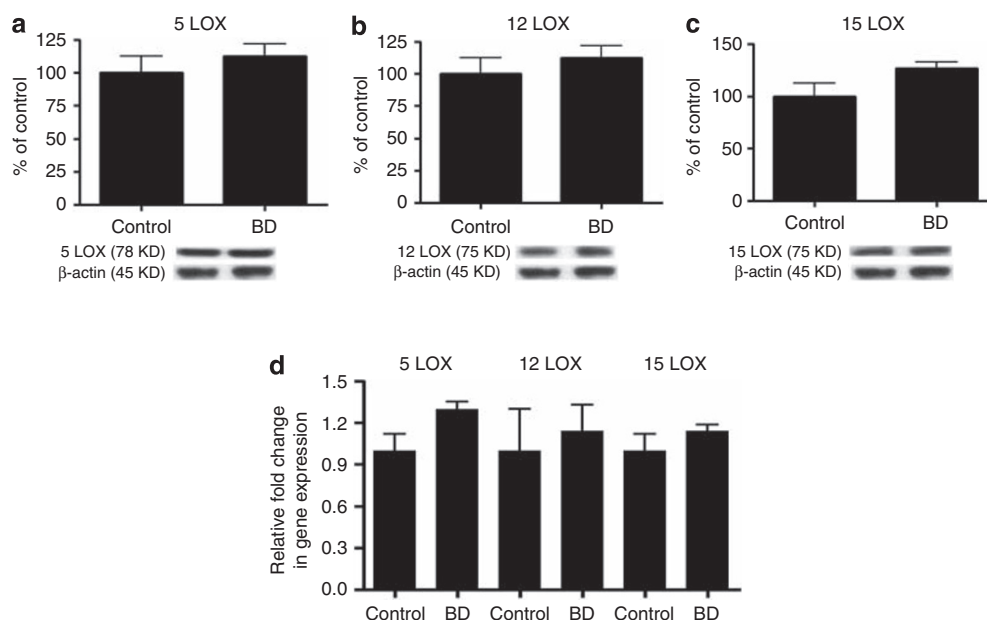 a
5 LOX
% of control
125
100
75
50
25
0
Control BD
5 LOX (78 KD)
β-actin (45 KD)
b
12 LOX
% of control
125
100
75
50
25
0
Control BD
12 LOX (75 KD)
β-actin (45 KD)
c
15 LOX
% of control
150
100
50
0
Control BD
15 LOX (75 KD)
β-actin (45 KD)
d
5 LOX 12 LOX 15 LOX
Relative fold change
in gene expression
1.5
1.2
0.9
0.6
0.3
0.0
Control BD Control BD Control BD